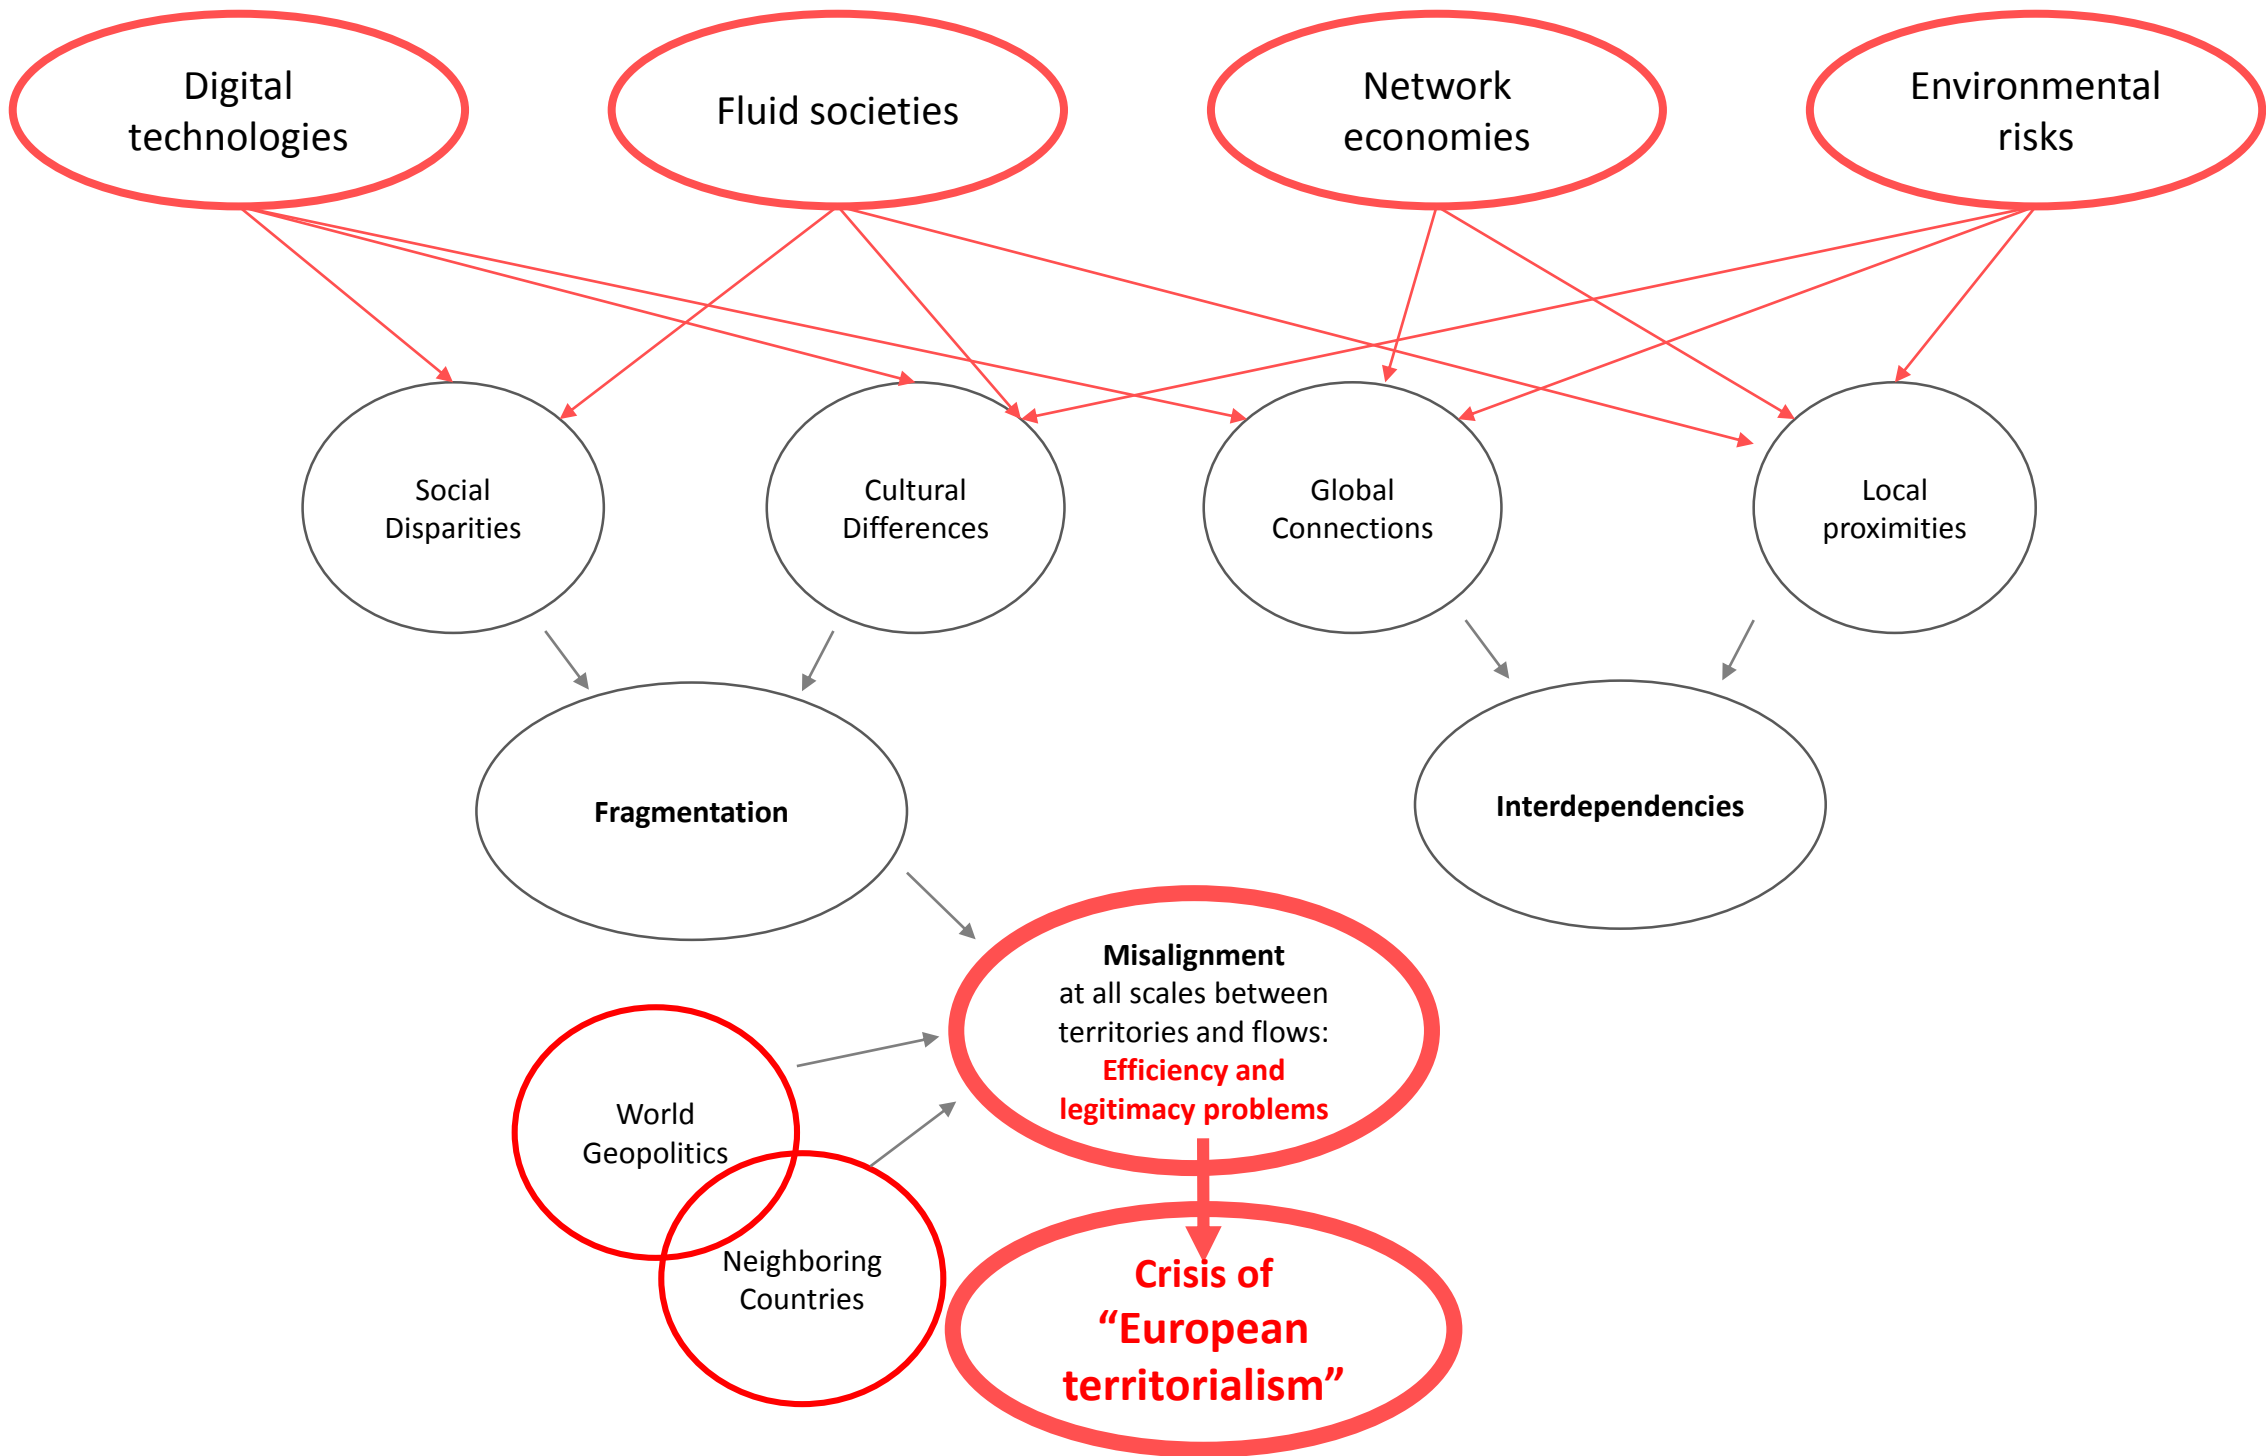 Digital
technologies
Fluid societies
Network
economies
Environmental
risks
Social
Disparities
Cultural
Differences
Global
Connections
Local
proximities
Fragmentation
Interdependencies
Misalignment
at all scales between
territories and flows:
Efficiency and
legitimacy problems
World
Geopolitics
Neighboring
Countries
Crisis of
“European
territorialism”